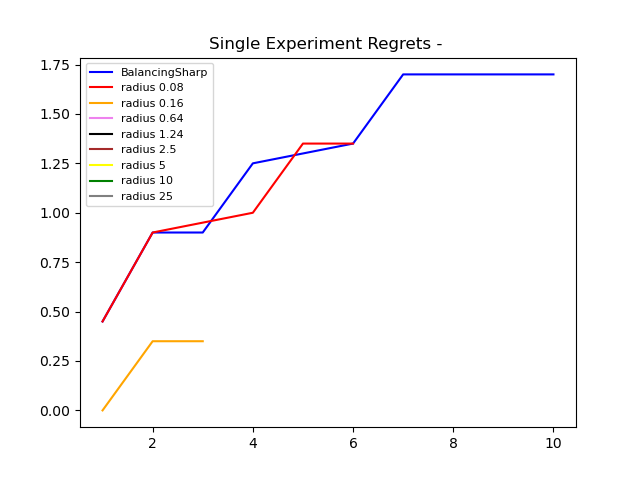 Single Experiment Regrets -
1.75
1.50
1.25
1.00
0.75
0.50
0.25
0.00
BalancingSharp
radius 0.08
radius 0.16
radius 0.64
radius 1.24
radius 2.5
radius 5
radius 10
radius 25
2 4 6 8 10